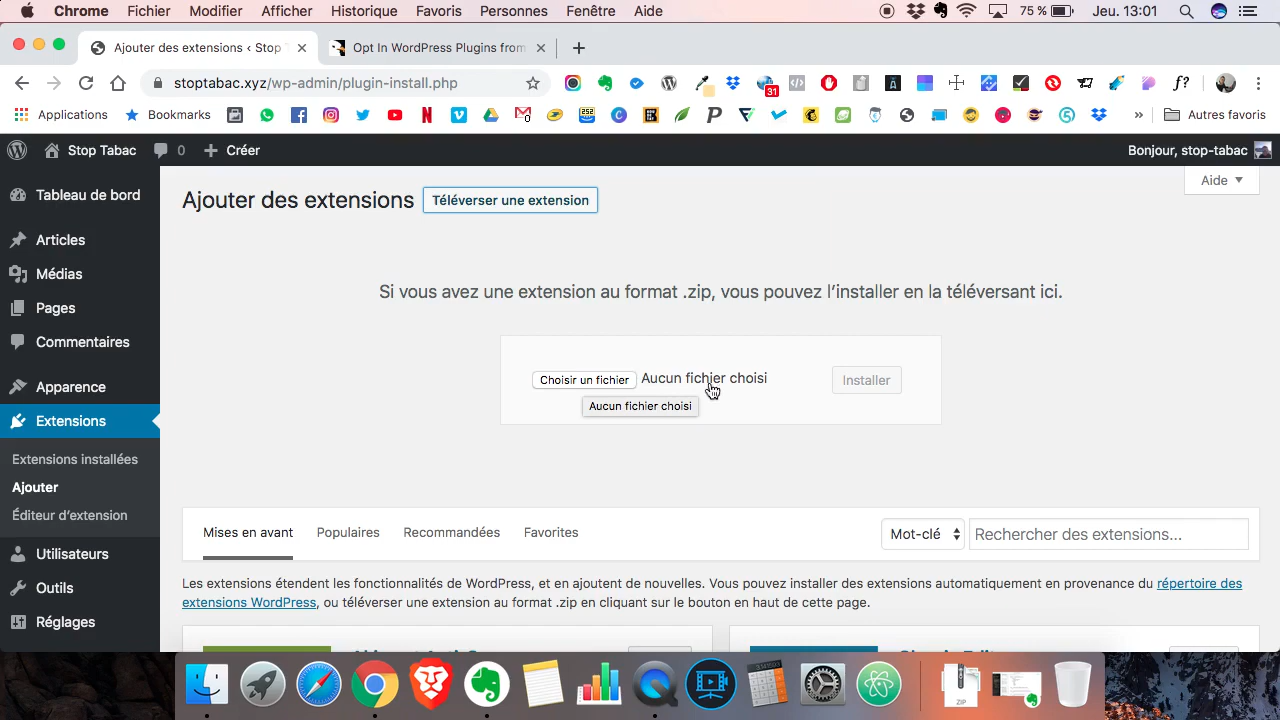 Chrome Fichier Modifier Afficher Historique Favoris Personnes Fenêtre Aide 75 % Jeu. 13:01
Ajouter des extensions ‹ Stop T
Opt In WordPress Plugins from
stoptabac.xyz/wp-admin/plugin-install.php
31
Applications Bookmarks Autres favoris
Stop Tabac 0 Créer Bonjour, stop-tabac
Tableau de bord
Articles
Médias
Pages
Commentaires
Apparence
Extensions
Extensions installées
Ajouter
Éditeur d’extension
Utilisateurs
Outils
Réglages
Aide
Ajouter des extensions Téléverser une extension
Si vous avez une extension au format .zip, vous pouvez l’installer en la téléversant ici.
Choisir un fichier Aucun fichier choisi Installer
Aucun fichier choisi
Mises en avant Populaires Recommandées Favorites Mot-clé Rechercher des extensions...
Les extensions étendent les fonctionnalités de WordPress, et en ajoutent de nouvelles. Vous pouvez installer des extensions automatiquement en provenance du répertoire des
extensions WordPress, ou téléverser une extension au format .zip en cliquant sur le bouton en haut de cette page.
ZIP